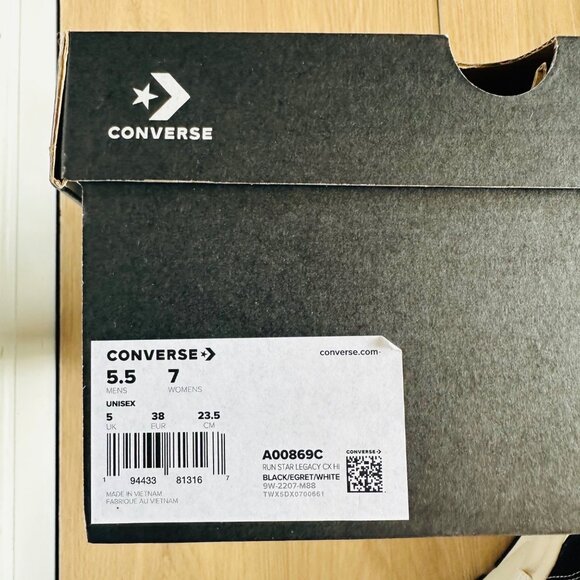 CONVERSE
CONVERSE
converse.com
5.5 7
MENS WOMENS
UNISEX
5 38 23.5
UK EUR CM
1 94433 81316 7
MADE IN VIETNAM
FABRIQUÉ AU VIETNAM
A00869C
RUN STAR LEGACY CX HI
BLACK/EGRET/WHITE
9W-2207-M88
TWX5DX0700661
CONVERSE